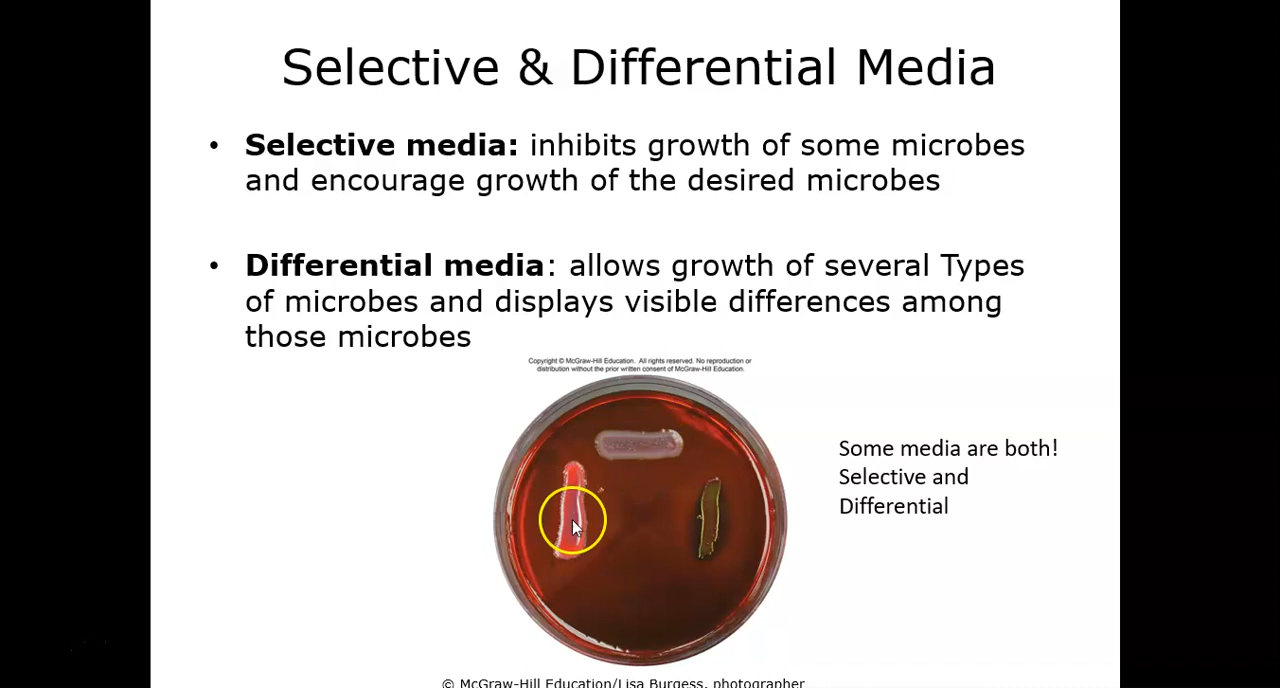 Selective & Differential Media
• Selective media: inhibits growth of some microbes
and encourage growth of the desired microbes
• Differential media: allows growth of several Types
of microbes and displays visible differences among
those microbes
Copyright © McGraw-Hill Education. All rights reserved. No reproduction or
distribution without the prior written consent of McGraw-Hill Education.
Some media are both!
Selective and
Differential
© McGraw-Hill Education/Lisa Burgess, photographer